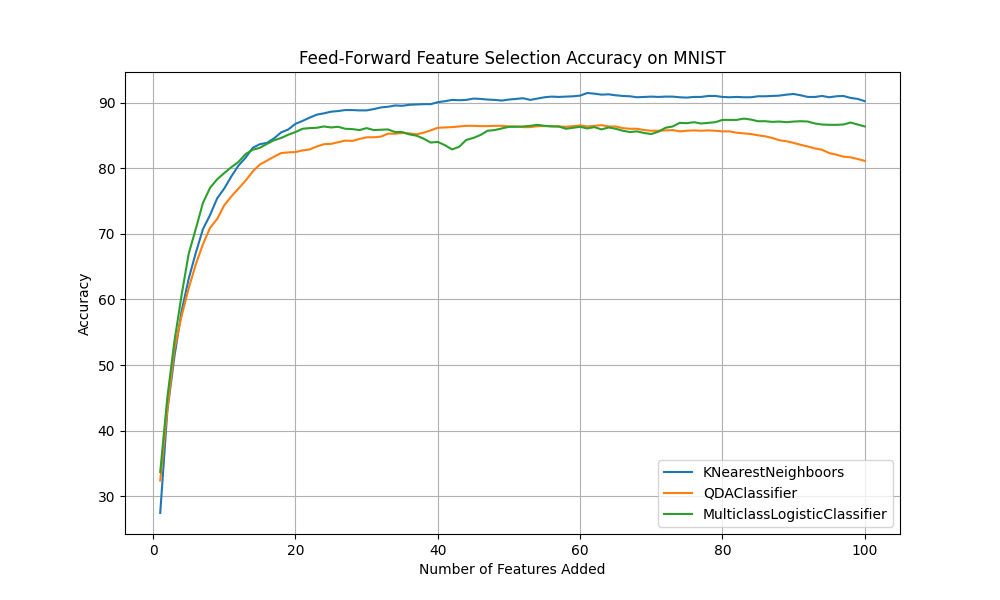 Feed-Forward Feature Selection Accuracy on MNIST
Accuracy
90
80
70
60
50
40
30
0 20 40 60 80 100
Number of Features Added
KNearestNeighboors
QDAClassifier
MulticlassLogisticClassifier